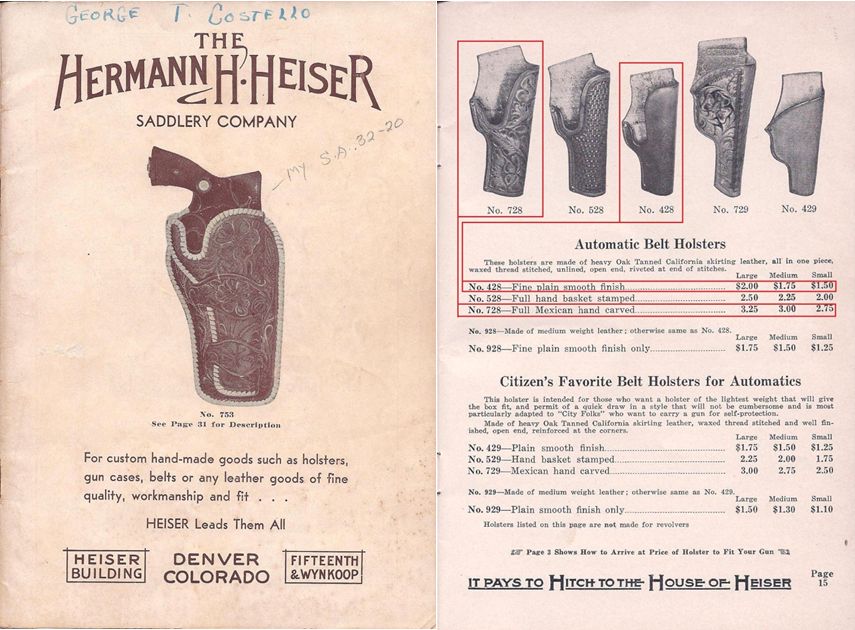 GEORGE T. COSTELLO
THE
HERMANN H. HEISER
SADDLERY COMPANY
MY S.A. 32-20
No. 753
See Page 31 for Description
For custom hand-made goods such as holsters,
gun cases, belts or any leather goods of fine
quality, workmanship and fit . . .
HEISER Leads Them All
HEISER BUILDING
DENVER COLORADO
FIFTEENTH & WYNKOOP
No. 728 No. 528 No. 428 No. 729 No. 429
Automatic Belt Holsters
These holsters are made of heavy Oak Tanned California skirting leather, all in one piece,
waxed thread stitched, unlined, open end, riveted at end of stitches.
Large Medium Small
No. 428—Fine plain smooth finish.......... $2.00 $1.75 $1.50
No. 528—Full hand basket stamped.......... 2.50 2.25 2.00
No. 728—Full Mexican hand carved.......... 3.25 3.00 2.75
No. 928—Made of medium weight leather; otherwise same as No. 428.
Large Medium Small
No. 928—Fine plain smooth finish only.......... $1.75 $1.50 $1.25
Citizen's Favorite Belt Holsters for Automatics
This holster is intended for those who want a holster of the lightest weight that will give
the box fit, and permit of a quick draw in a style that will not be cumbersome and is most
particularly adapted to "City Folks" who want to carry a gun for self-protection.
Made of heavy Oak Tanned California skirting, waxed thread stitched and well fin-
ished, open end, reinforced at the corners.
Large Medium Small
No. 429—Plain smooth finish.......... $1.75 $1.50 $1.25
No. 529—Hand basket stamped.......... 2.25 2.00 1.75
No. 729—Mexican hand carved.......... 3.00 2.75 2.50
No. 929—Made of medium weight leather; otherwise same as No. 429.
Large Medium Small
No. 929—Plain smooth finish only.......... $1.50 $1.30 $1.10
Holsters listed on this page are not made for revolvers
Page 3 Shows How to Arrive at Price of Holster to Fit Your Gun
IT PAYS TO HITCH TO THE HOUSE OF HEISER
Page
15